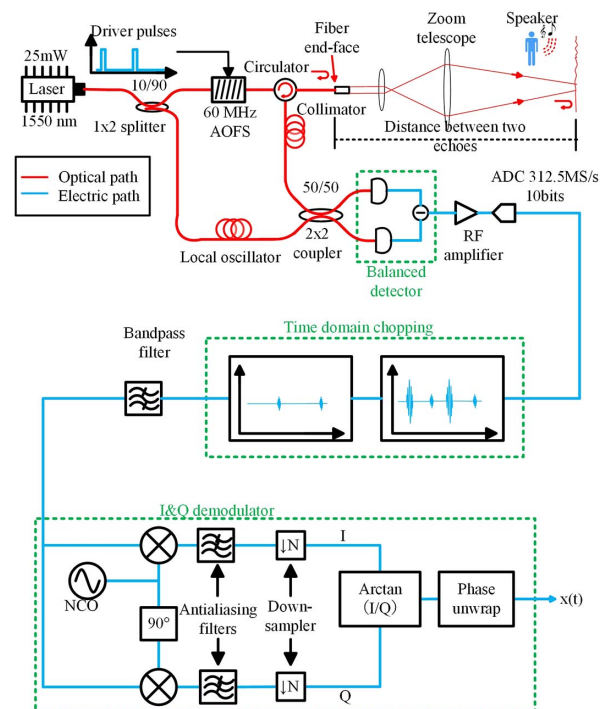 Driver pulses
25mW
Laser
1550 nm
10/90
1x2 splitter
60 MHz
AOFS
Circulator
Collimator
Fiber
end-face
Zoom
telescope
Speaker
Distance between two
echoes
Optical path
Electric path
Local oscillator
50/50
2x2
coupler
Balanced
detector
RF
amplifier
ADC 312.5MS/s
10bits
Time domain chopping
Bandpass
filter
I&Q demodulator
NCO
90°
Antialiasing
filters
↓N
Down-
sampler
↓N
I
Q
Arctan
(I/Q)
Phase
unwrap
x(t)